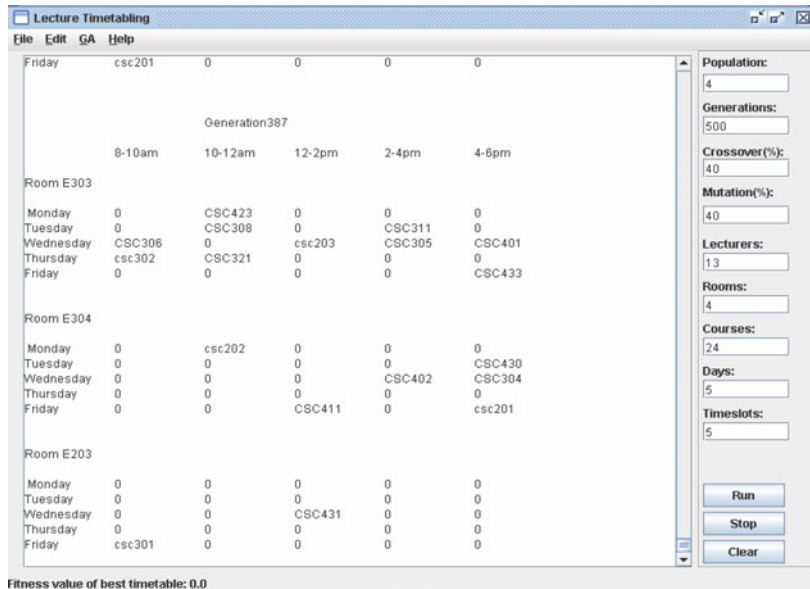 Lecture Timetabling
File Edit GA Help
Friday csc201 0 0 0 0
Generation387
8-10am 10-12am 12-2pm 2-4pm 4-6pm
Room E303
Monday 0 CSC423 0 0 0
Tuesday 0 CSC308 0 CSC311 0
Wednesday CSC306 0 csc203 CSC305 CSC401
Thursday csc302 CSC321 0 0 0
Friday 0 0 0 0 CSC433
Room E304
Monday 0 csc202 0 0 0
Tuesday 0 0 0 0 CSC430
Wednesday 0 0 0 CSC402 CSC304
Thursday 0 0 0 0 0
Friday 0 0 CSC411 0 csc201
Room E203
Monday 0 0 0 0 0
Tuesday 0 0 0 0 0
Wednesday 0 0 CSC431 0 0
Thursday 0 0 0 0 0
Friday csc301 0 0 0 0
Population:
4
Generations:
500
Crossover(%):
40
Mutation(%):
40
Lecturers:
13
Rooms:
4
Courses:
24
Days:
5
Timeslots:
5
Run
Stop
Clear
Fitness value of best timetable: 0.0